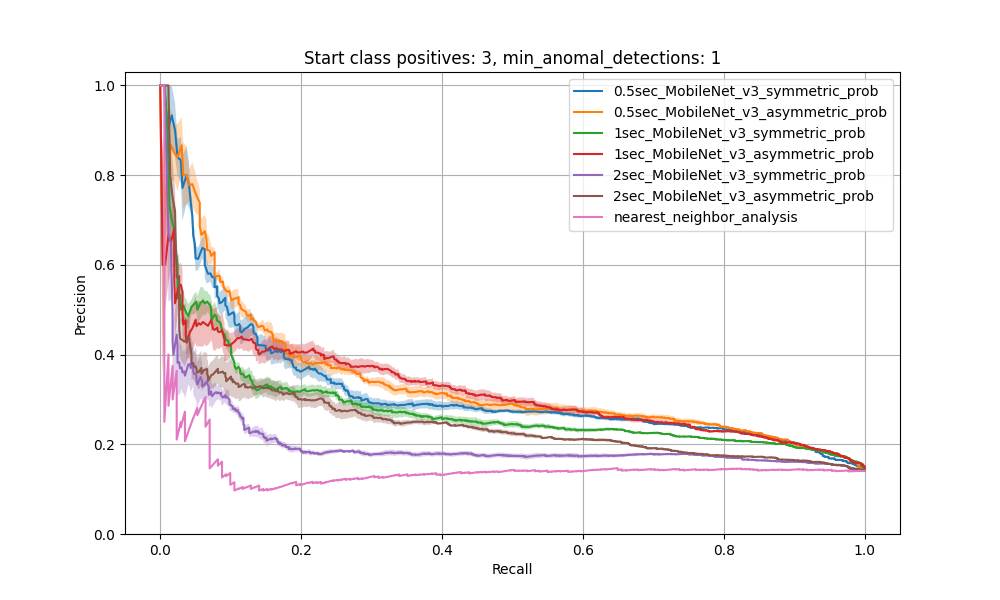 Start class positives: 3, min_anomal_detections: 1
1.0
0.8
0.6
0.4
0.2
0.0
Precision
0.5sec_MobileNet_v3_symmetric_prob
0.5sec_MobileNet_v3_asymmetric_prob
1sec_MobileNet_v3_symmetric_prob
1sec_MobileNet_v3_asymmetric_prob
2sec_MobileNet_v3_symmetric_prob
2sec_MobileNet_v3_asymmetric_prob
nearest_neighbor_analysis
0.0 0.2 0.4 0.6 0.8 1.0
Recall